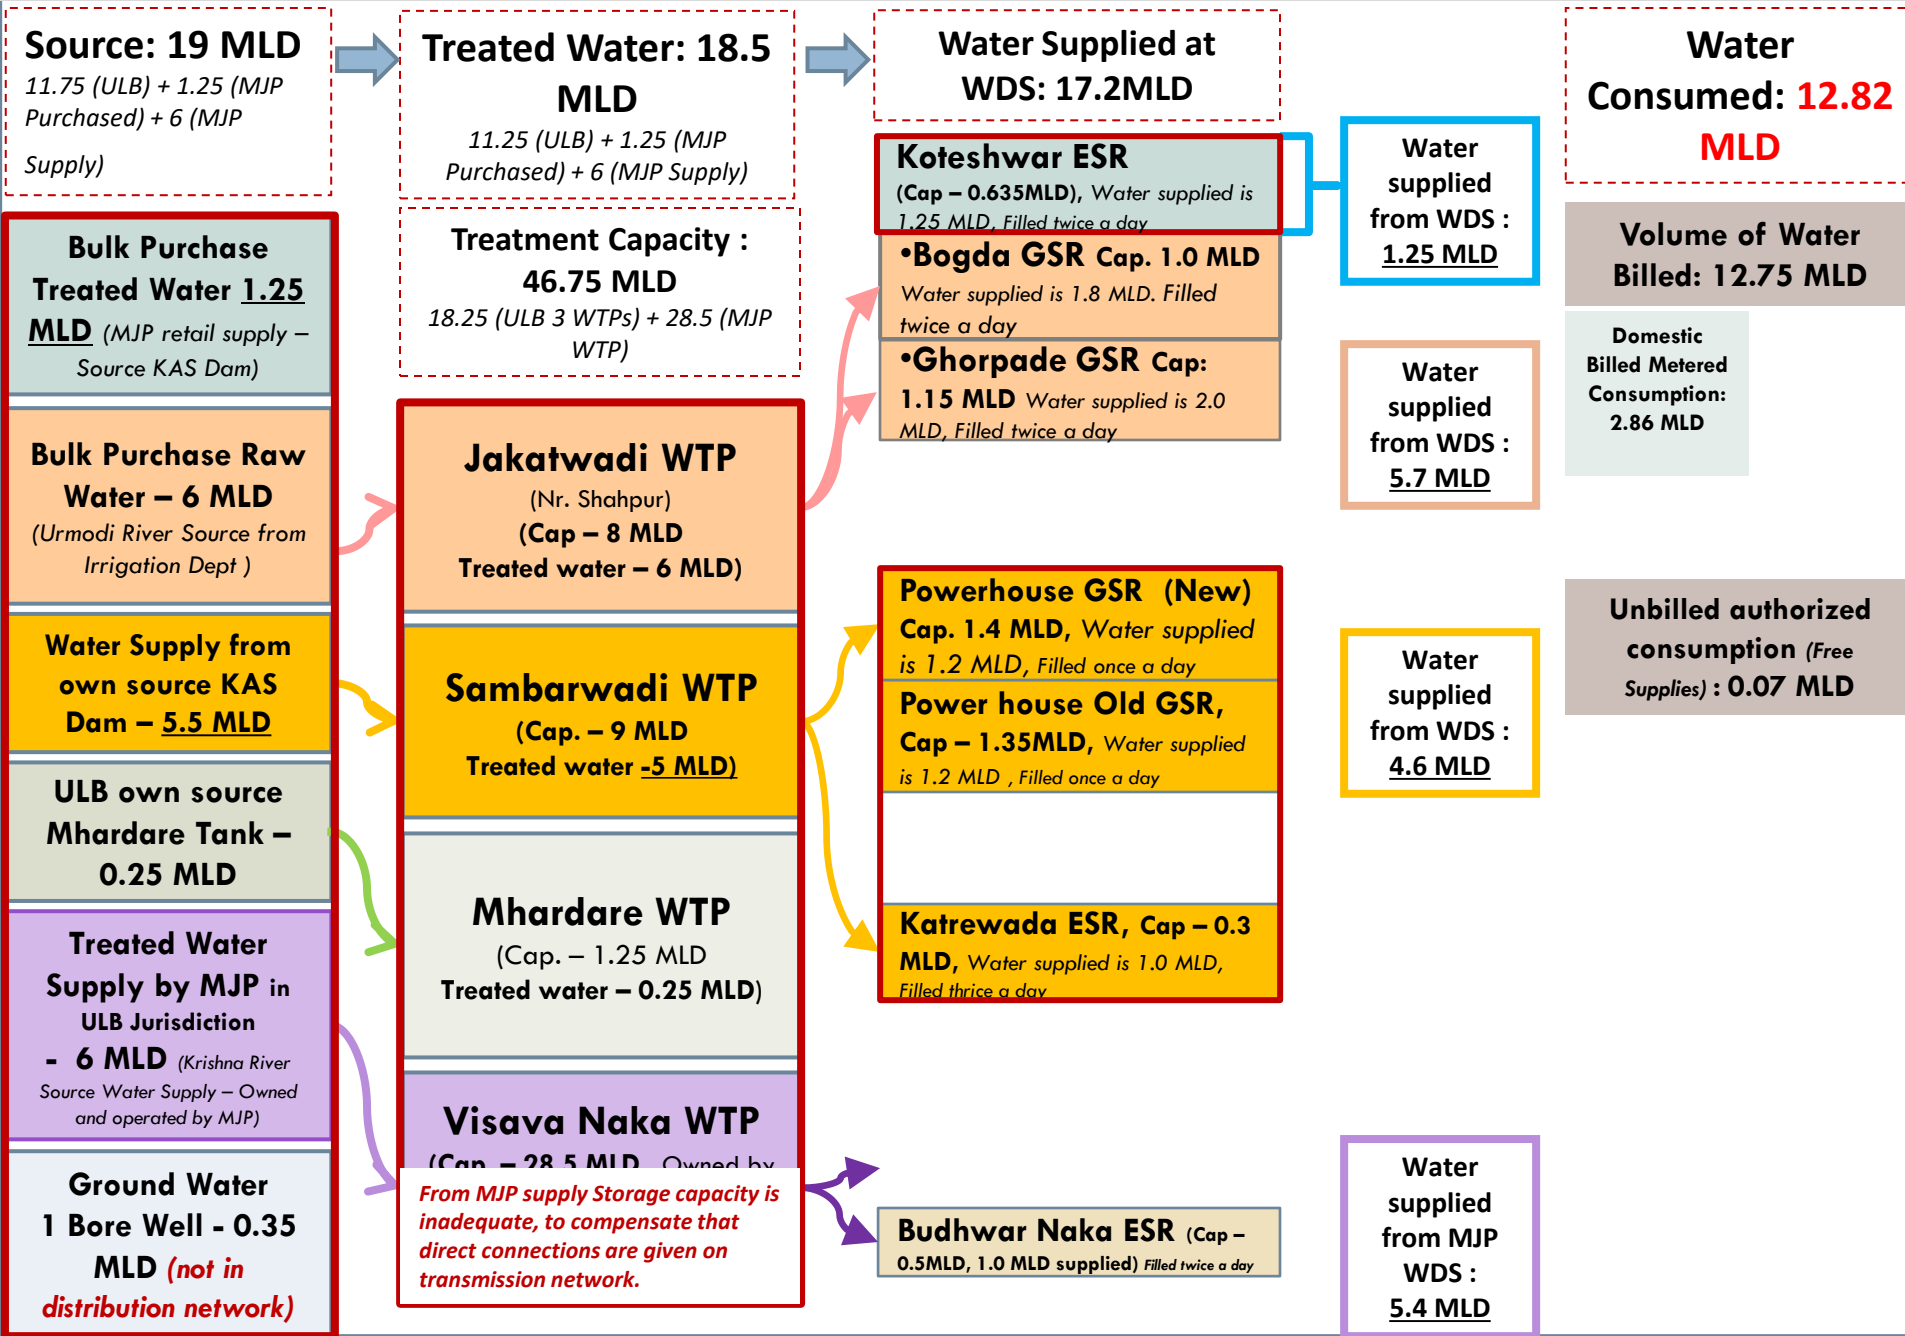 Source: 19 MLD
11.75 (ULB) + 1.25 (MJP
Purchased) + 6 (MJP
Supply)
Treated Water: 18.5
MLD
11.25 (ULB) + 1.25 (MJP
Purchased) + 6 (MJP Supply)
Water Supplied at
WDS: 17.2MLD
Water
Consumed: 12.82
MLD
Bulk Purchase
Treated Water 1.25
MLD (MJP retail supply –
Source KAS Dam)
Bulk Purchase Raw
Water – 6 MLD
(Urmodi River Source from
Irrigation Dept )
Water Supply from
own source KAS
Dam – 5.5 MLD
ULB own source
Mhardare Tank –
0.25 MLD
Treated Water
Supply by MJP in
ULB Jurisdiction
- 6 MLD (Krishna River
Source Water Supply – Owned
and operated by MJP)
Ground Water
1 Bore Well - 0.35
MLD (not in
distribution network)
Treatment Capacity :
46.75 MLD
18.25 (ULB 3 WTPs) + 28.5 (MJP
WTP)
Jakatwadi WTP
(Nr. Shahpur)
(Cap – 8 MLD
Treated water – 6 MLD)
Sambarwadi WTP
(Cap. – 9 MLD
Treated water -5 MLD)
Mhardare WTP
(Cap. – 1.25 MLD
Treated water – 0.25 MLD)
Visava Naka WTP
(Cap. – 28.5 MLD Owned by
From MJP supply Storage capacity is
inadequate, to compensate that
direct connections are given on
transmission network.
Koteshwar ESR
(Cap – 0.635MLD), Water supplied is
1.25 MLD, Filled twice a day
•Bogda GSR Cap. 1.0 MLD
Water supplied is 1.8 MLD. Filled
twice a day
•Ghorpade GSR Cap:
1.15 MLD Water supplied is 2.0
MLD, Filled twice a day
Powerhouse GSR (New)
Cap. 1.4 MLD, Water supplied
is 1.2 MLD, Filled once a day
Power house Old GSR,
Cap – 1.35MLD, Water supplied
is 1.2 MLD , Filled once a day
Katrewada ESR, Cap – 0.3
MLD, Water supplied is 1.0 MLD,
Filled thrice a day
Budhwar Naka ESR (Cap –
0.5MLD, 1.0 MLD supplied) Filled twice a day
Water
supplied
from WDS :
1.25 MLD
Water
supplied
from WDS :
5.7 MLD
Water
supplied
from WDS :
4.6 MLD
Water
supplied
from MJP
WDS :
5.4 MLD
Volume of Water
Billed: 12.75 MLD
Domestic
Billed Metered
Consumption:
2.86 MLD
Unbilled authorized
consumption (Free
Supplies) : 0.07 MLD